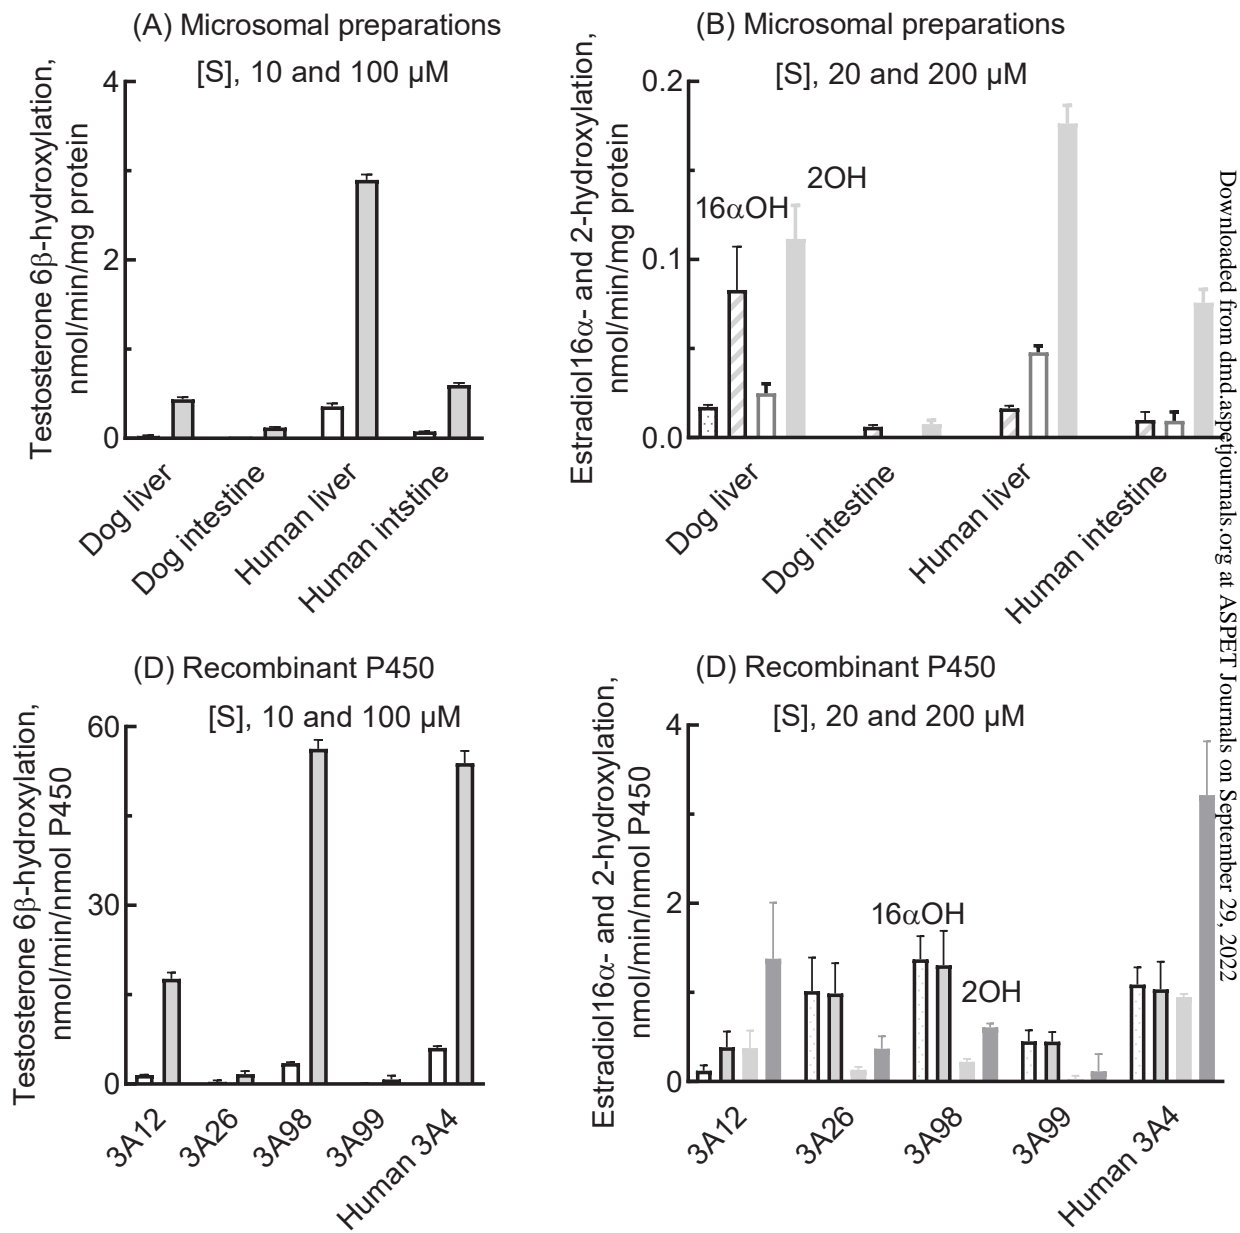 (A) Microsomal preparations
[S], 10 and 100 µM
Testosterone 6β-hydroxylation,
nmol/min/mg protein
4
2
0
Dog liver
Dog intestine
Human liver
Human intstine
(B) Microsomal preparations
[S], 20 and 200 µM
Estradiol16α- and 2-hydroxylation,
nmol/min/mg protein
0.2
0.1
0.0
16αOH
2OH
Dog liver
Dog intestine
Human liver
Human intestine
(D) Recombinant P450
[S], 10 and 100 µM
Testosterone 6β-hydroxylation,
nmol/min/nmol P450
60
30
0
3A12
3A26
3A98
3A99
Human 3A4
(D) Recombinant P450
[S], 20 and 200 µM
Estradiol16α- and 2-hydroxylation,
nmol/min/nmol P450
4
2
0
16αOH
2OH
3A12
3A26
3A98
3A99
Human 3A4
Downloaded from dmd.aspetjournals.org at ASPET Journals on September 29, 2022